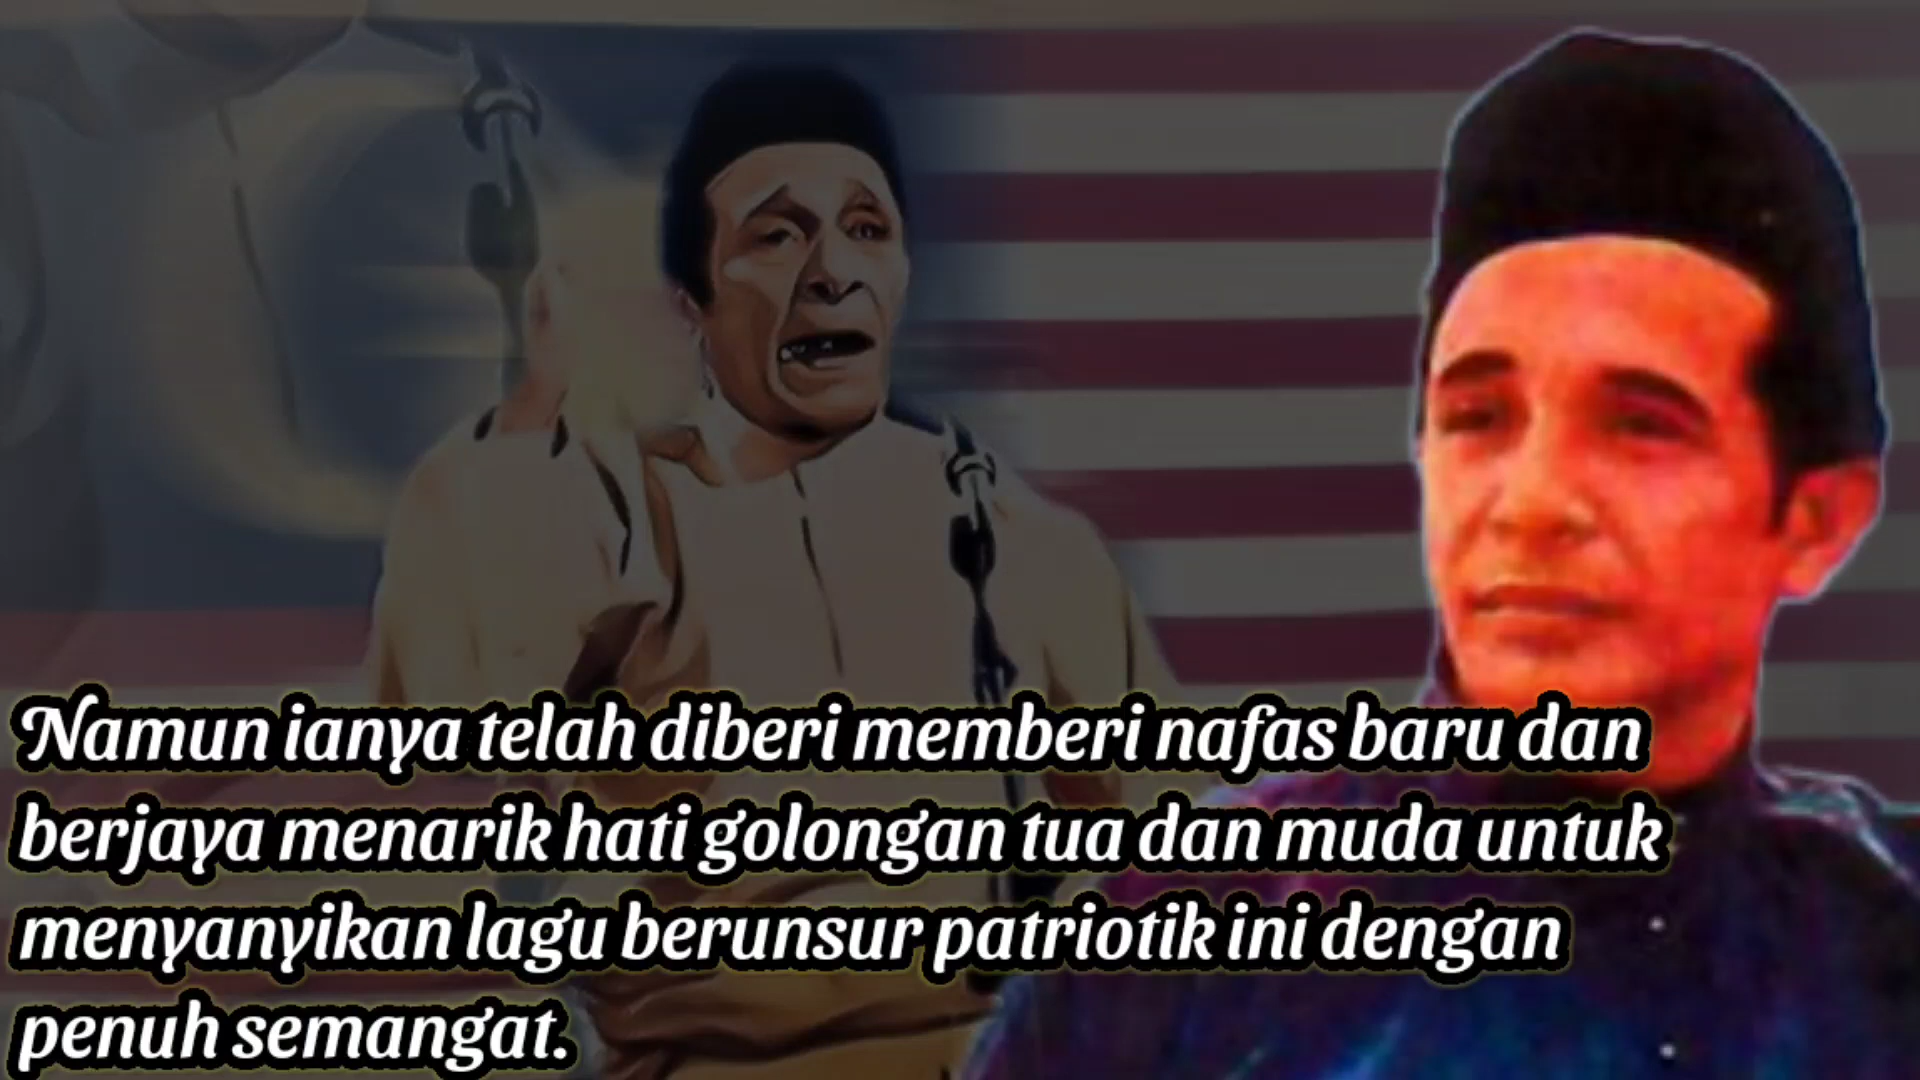 Namun ianya telah diberi memberi nafas baru dan
berjaya menarik hati golongan tua dan muda untuk
menyanyikan lagu berunsur patriotik ini dengan
penuh semangat.